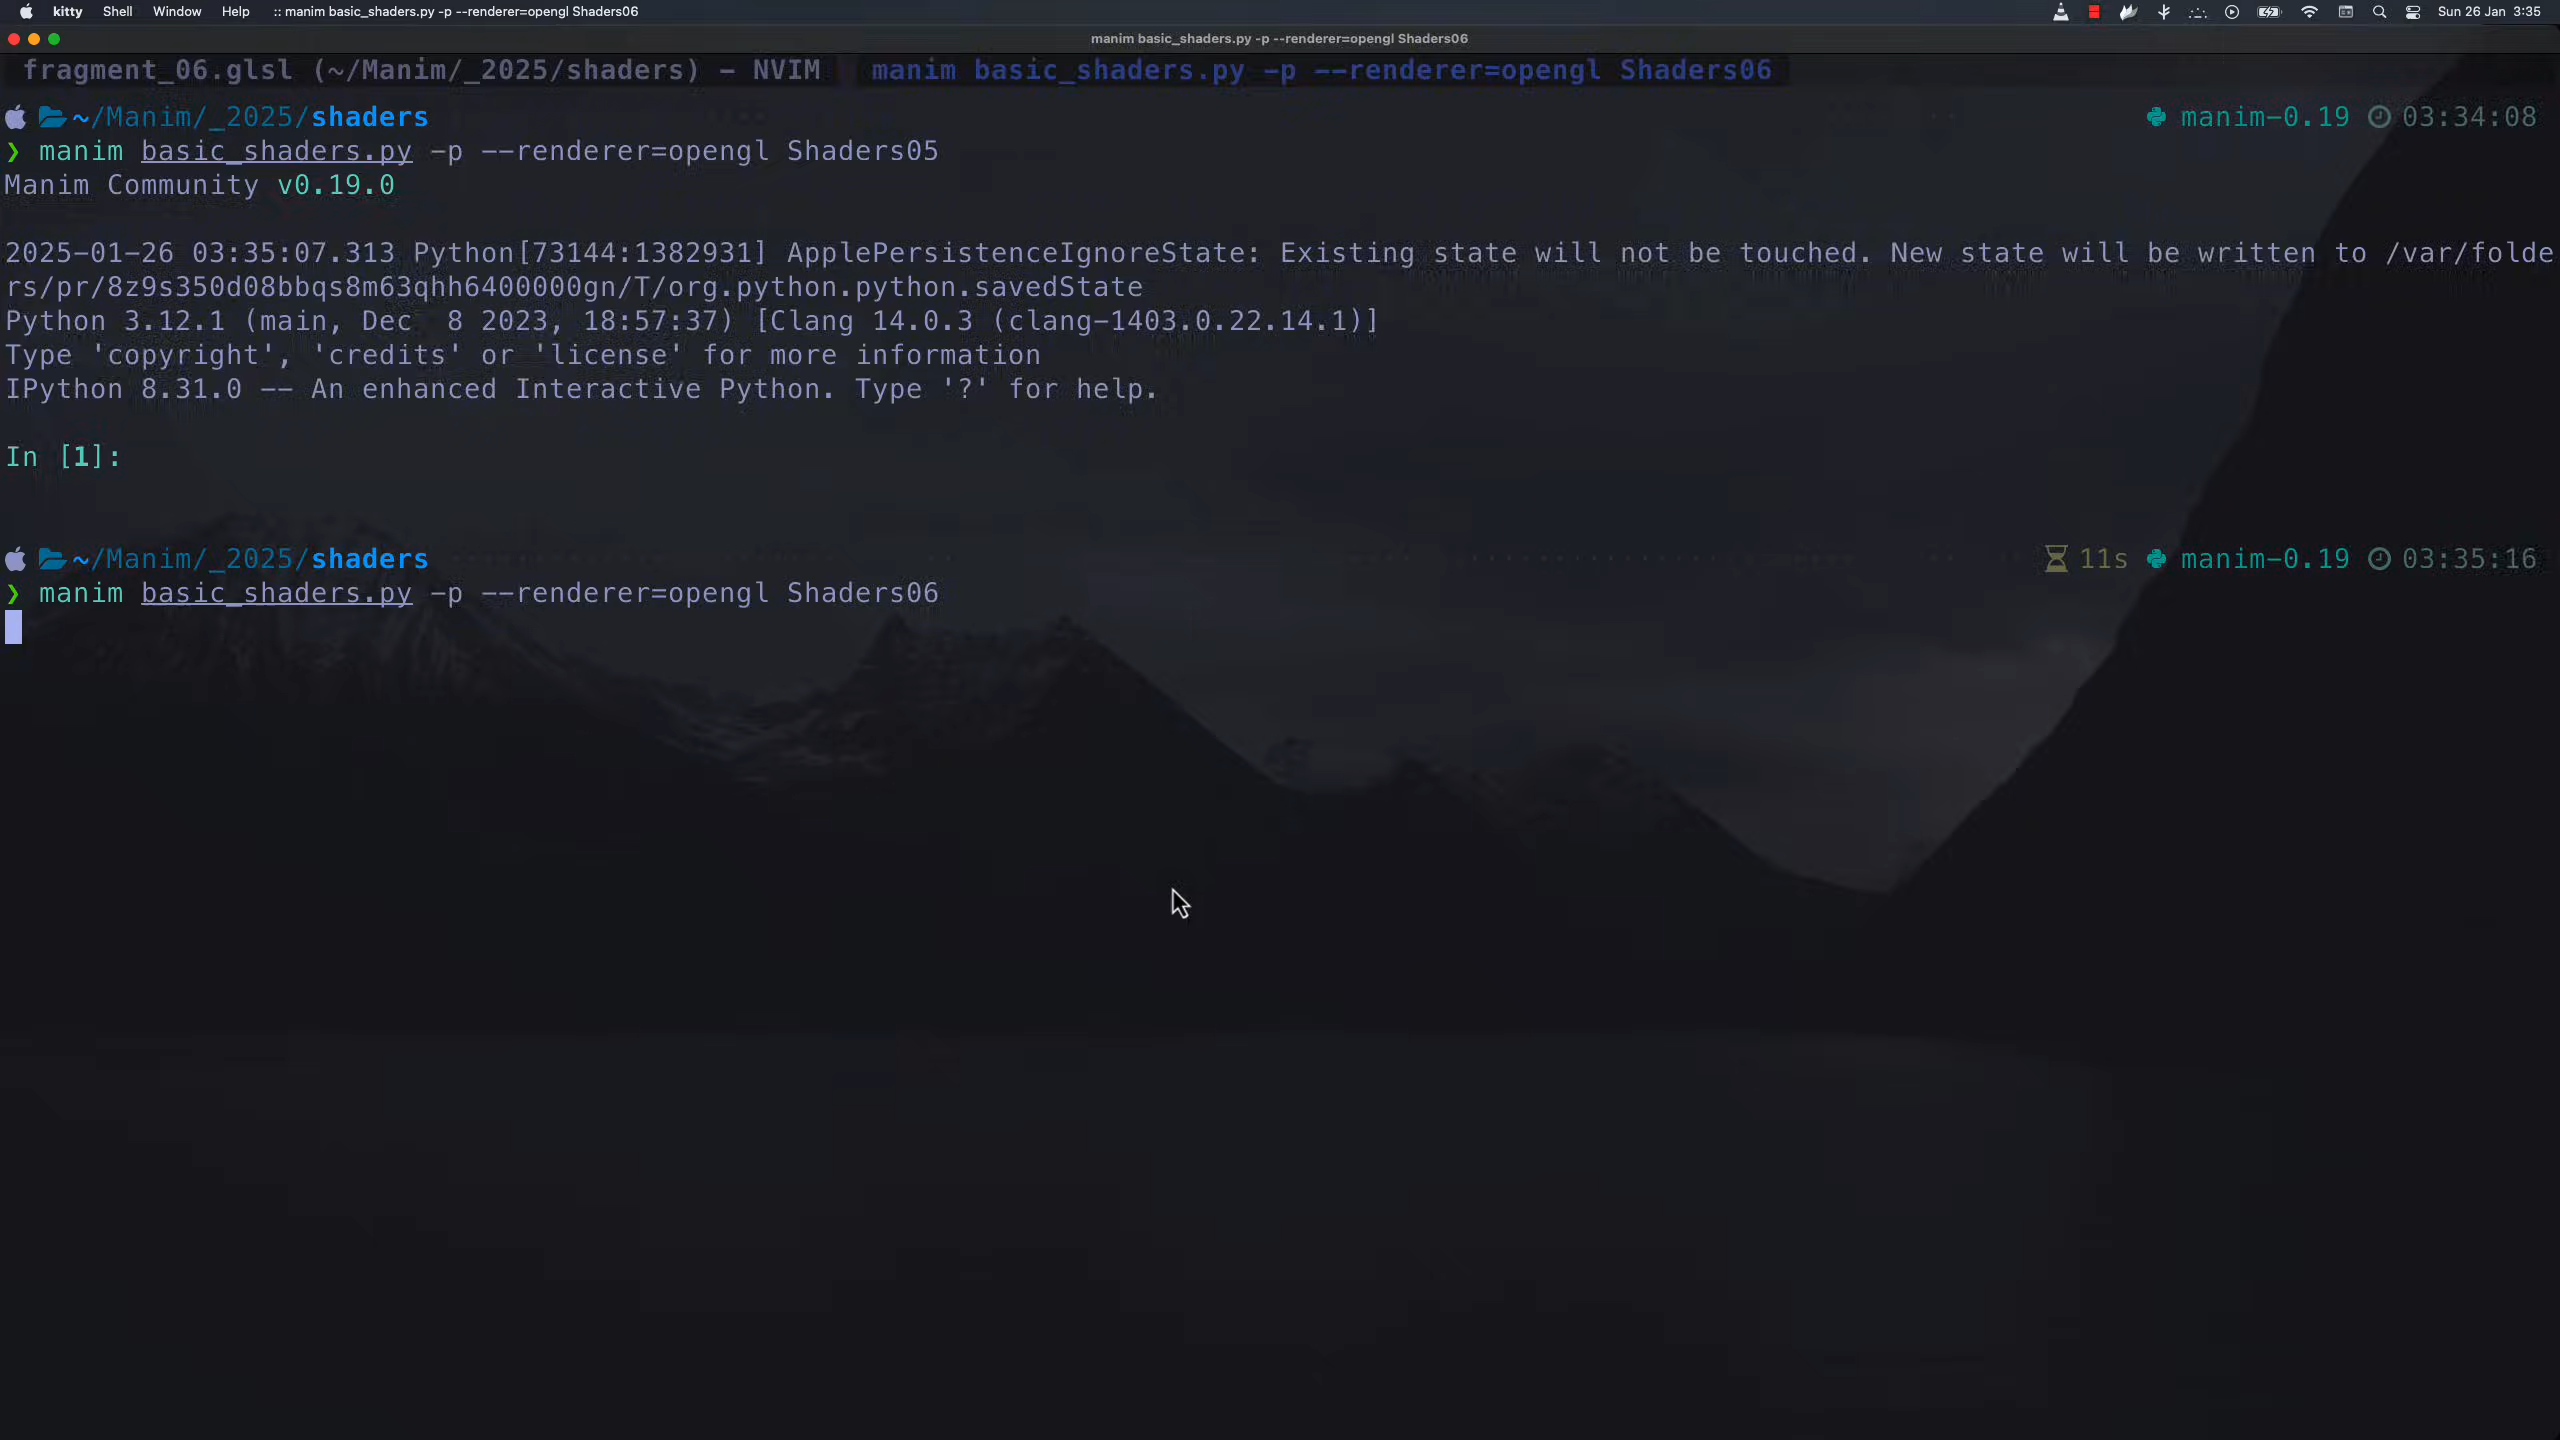 kitty Shell Window Help :: manim basic_shaders.py -p --renderer=opengl Shaders06 Sun 26 Jan 3:35
manim basic_shaders.py -p --renderer=opengl Shaders06
fragment_06.glsl (~/Manim/_2025/shaders) - NVIM manim basic_shaders.py -p --renderer=opengl Shaders06
~/Manim/_2025/shaders manim-0.19 03:34:08
❯ manim basic_shaders.py -p --renderer=opengl Shaders05
Manim Community v0.19.0
2025-01-26 03:35:07.313 Python[73144:1382931] ApplePersistenceIgnoreState: Existing state will not be touched. New state will be written to /var/folde
rs/pr/8z9s350d08bbqs8m63qhh6400000gn/T/org.python.python.savedState
Python 3.12.1 (main, Dec  8 2023, 18:57:37) [Clang 14.0.3 (clang-1403.0.22.14.1)]
Type 'copyright', 'credits' or 'license' for more information
IPython 8.31.0 -- An enhanced Interactive Python. Type '?' for help.
In [1]:
~/Manim/_2025/shaders 11s manim-0.19 03:35:16
❯ manim basic_shaders.py -p --renderer=opengl Shaders06